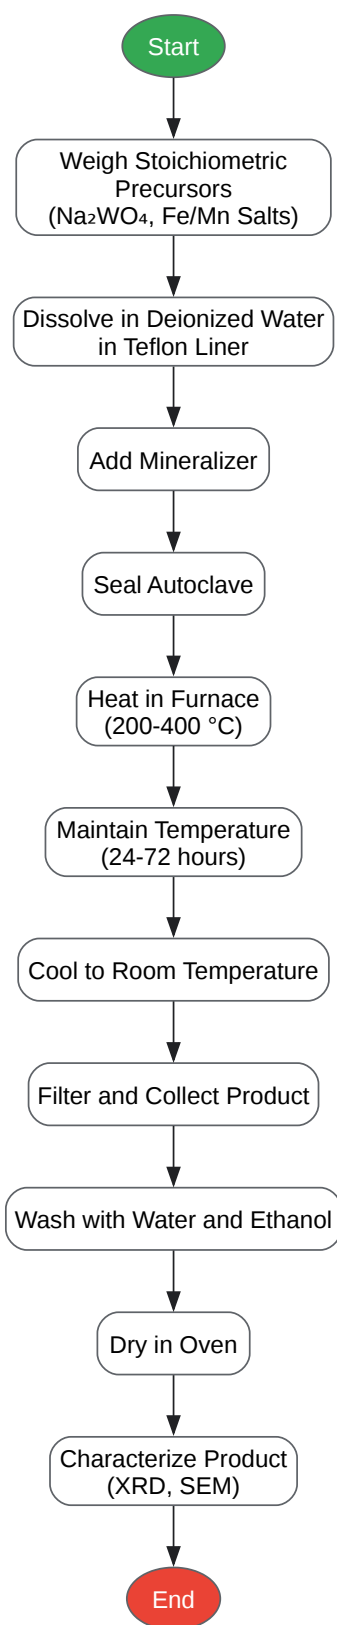 Start
Weigh Stoichiometric
Precursors
(Na₂WO₄, Fe/Mn Salts)
Dissolve in Deionized Water
in Teflon Liner
Add Mineralizer
Seal Autoclave
Heat in Furnace
(200-400 °C)
Maintain Temperature
(24-72 hours)
Cool to Room Temperature
Filter and Collect Product
Wash with Water and Ethanol
Dry in Oven
Characterize Product
(XRD, SEM)
End